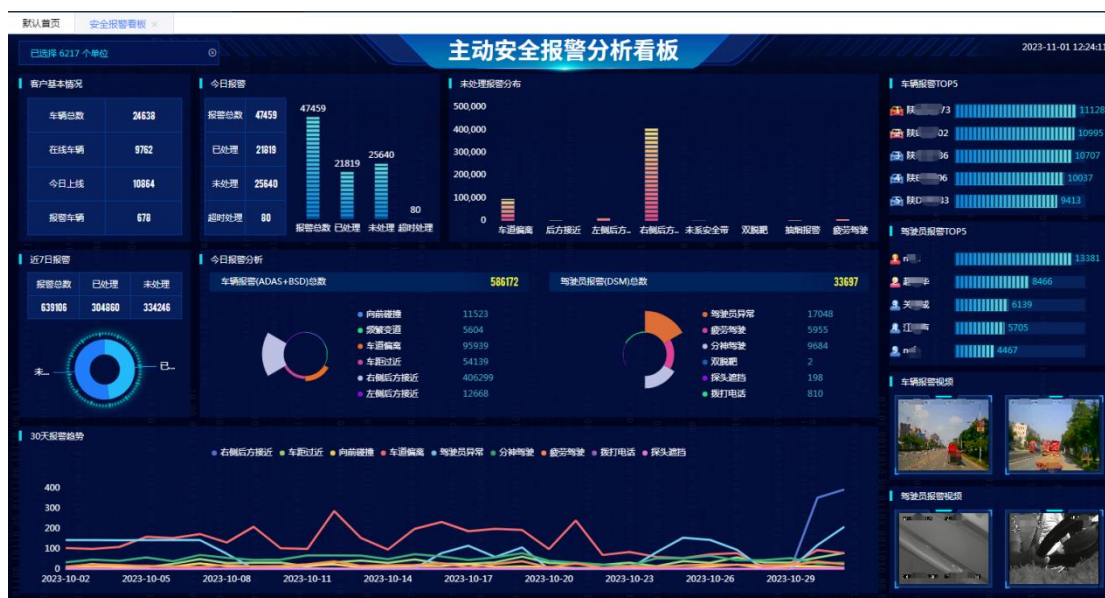 默认首页 安全报警看板 ×
已选择 6217 个单位
主动安全报警分析看板
2023-11-01 12:24:11
客户基本情况
车辆总数 24638
在线车辆 9762
今日上线 10864
报警车辆 678
今日报警
报警总数 47459
已处理 21819
未处理 25640
超时处理 80
47459
21819
25640
80
报警总数 已处理 未处理 超时处理
未处理报警分布
500,000
400,000
300,000
200,000
100,000
0
车道偏离 后方接近 左侧后方.. 右侧后方.. 未系安全带 双脱靶 抽烟报警 疲劳驾驶
车辆报警TOP5
陕 73 11128
陕 02 10995
陕 36 10707
陕 06 10037
陕D 33 9413
驾驶员报警TOP5
13381
8466
6139
5705
4467
近7日报警
报警总数 已处理 未处理
639106 304860 334246
未...
已...
今日报警分析
车辆报警(ADAS+BSD)总数 586172
向前碰撞 11523
频繁变道 5604
车道偏离 95939
车距过近 54139
右侧后方接近 406299
左侧后方接近 12668
驾驶员报警(DSM)总数 33697
驾驶员异常 17048
疲劳驾驶 5955
分神驾驶 9684
双脱靶 2
探头遮挡 198
拨打电话 810
车辆报警视频
驾驶员报警视频
30天报警趋势
右侧后方接近 车距过近 向前碰撞 车道偏离 驾驶员异常 分神驾驶 疲劳驾驶 拨打电话 探头遮挡
400
300
200
100
0
2023-10-02 2023-10-05 2023-10-08 2023-10-11 2023-10-14 2023-10-17 2023-10-20 2023-10-23 2023-10-26 2023-10-29